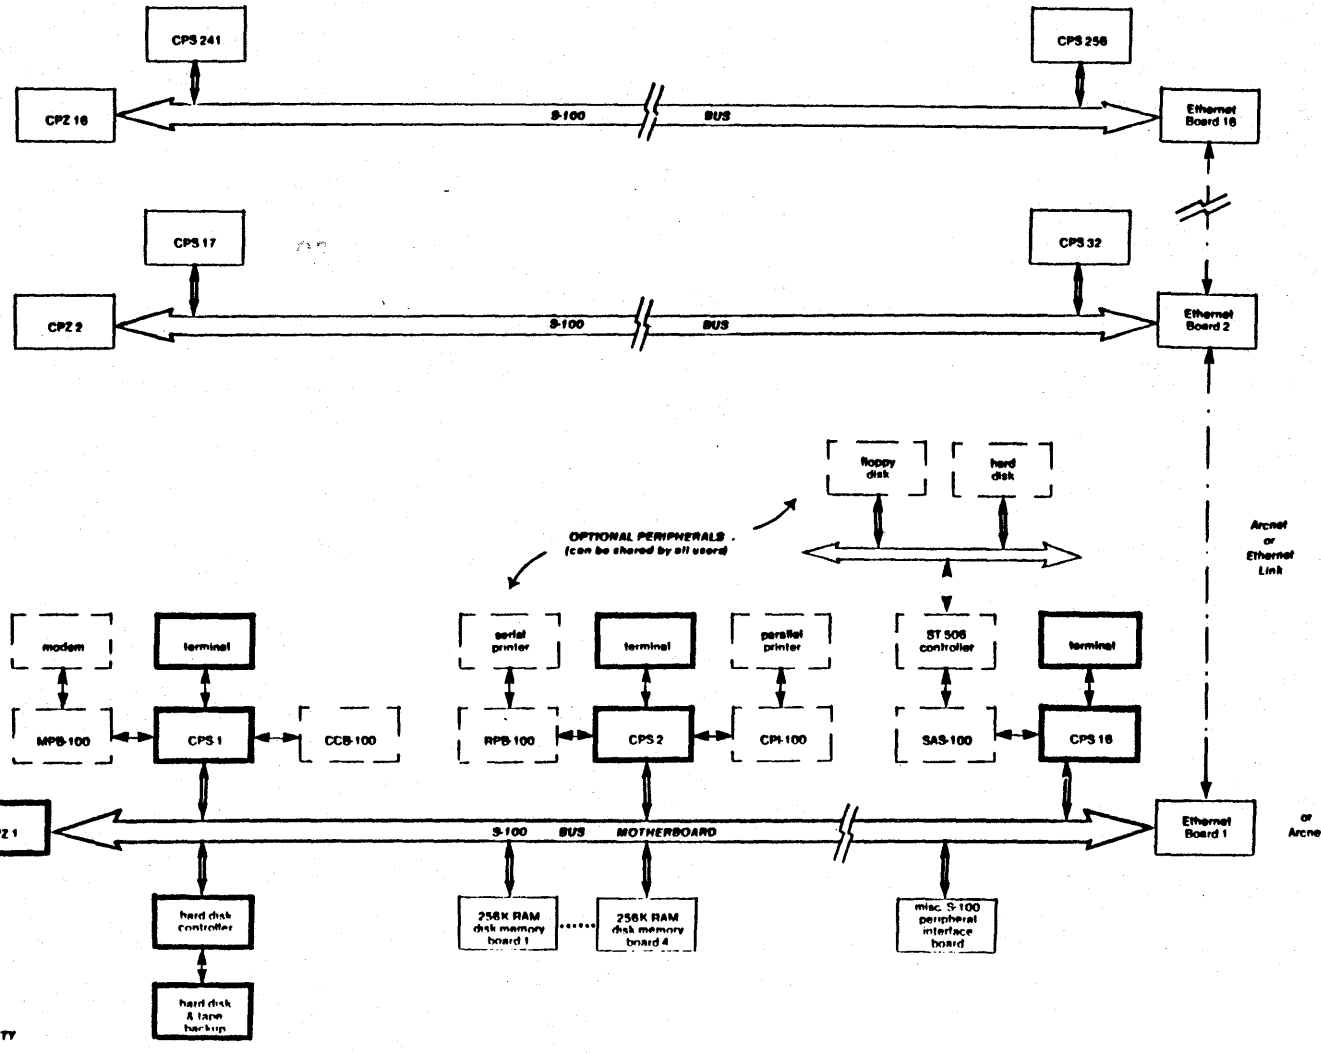 CPS 241
CPS 256
CPZ 16
S-100 BUS
Ethernet
Board 16
CPS 17
CPS 32
CPZ 2
S-100 BUS
Ethernet
Board 2
floppy
disk
hard
disk
OPTIONAL PERIPHERALS
(can be shared by all users)
Arcnet
or
Ethernet
Link
modem
terminal
serial
printer
terminal
parallel
printer
ST 506
controller
terminal
MPB-100
CPS 1
CCB-100
RPB-100
CPS 2
CPI-100
SAS-100
CPS 16
Z 1
S-100 BUS MOTHERBOARD
Ethernet
Board 1
or
Arcne
hard disk
controller
256K RAM
disk memory
board 1
256K RAM
disk memory
board 4
misc. S-100
peripheral
interface
board
hard disk
& tape
backup
TY